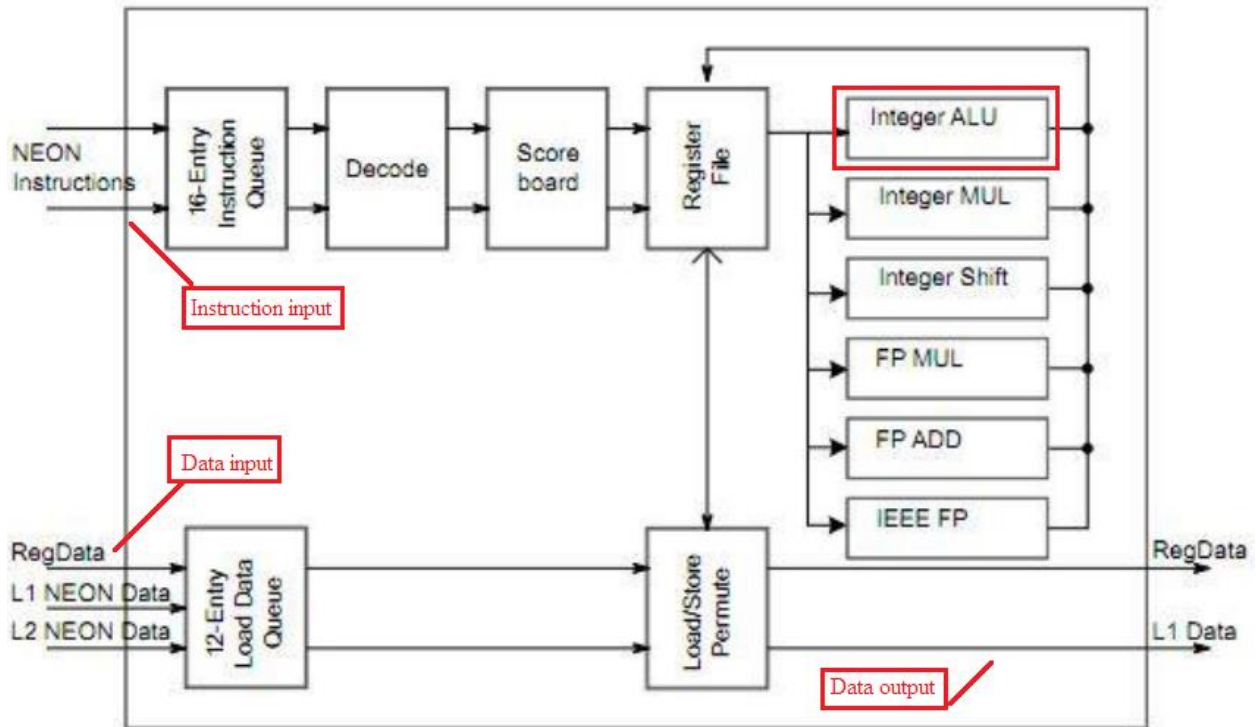 NEON
Instructions
16-Entry
Instruction
Queue
Decode
Score
board
Register
File
Integer ALU
Integer MUL
Integer Shift
FP MUL
FP ADD
IEEE FP
Instruction input
Data input
RegData
L1 NEON Data
L2 NEON Data
12-Entry
Load Data
Queue
Load/Store
Permute
RegData
L1 Data
Data output